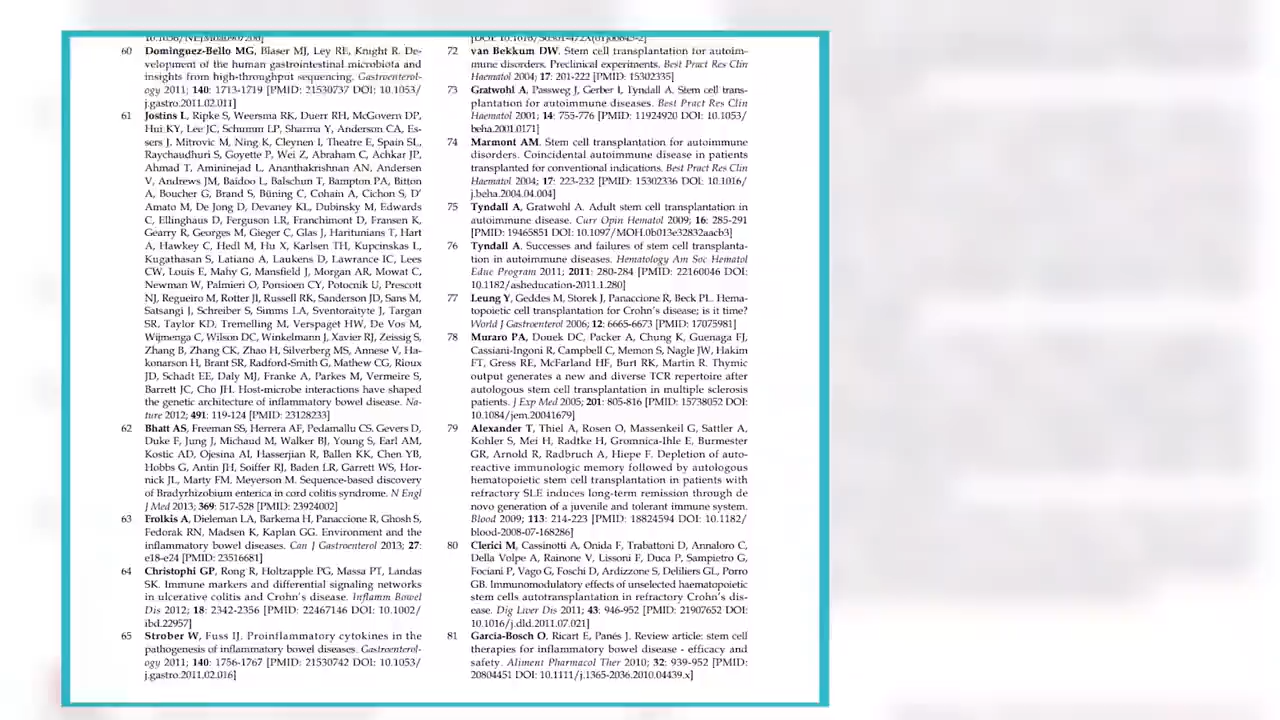 60 Dominguez-Bello MG, Blaser MJ, Ley RE, Knight R. De-
velopment of the human gastrointestinal microbiota and
insights from high-throughput sequencing. Gastroenterol-
ogy 2011; 140: 1713-1719 [PMID: 21530737 DOI: 10.1053/
j.gastro.2011.02.011]
61 Jostins L, Ripke S, Weersma RK, Duerr RH, McGovern DP,
Hui KY, Lee JC, Schumm LP, Sharma Y, Anderson CA, Es-
sers J, Mitrovic M, Ning K, Cleynen I, Theatre E, Spain SL,
Raychaudhuri S, Goyette P, Wei Z, Abraham C, Achkar JP,
Ahmad T, Amininejad L, Ananthakrishnan AN, Andersen
V, Andrews JM, Baidoo L, Balschun T, Bampton PA, Bitton
A, Boucher G, Brand S, Büning C, Cohain A, Cichon S, D'
Amato M, De Jong D, Devaney KL, Dubinsky M, Edwards
C, Ellinghaus D, Ferguson LR, Franchimont D, Fransen K,
Gearry R, Georges M, Gieger C, Glas J, Haritunians T, Hart
A, Hawkey C, Hedl M, Hu X, Karlsen TH, Kupcinskas L,
Kugathasan S, Latiano A, Laukens D, Lawrance IC, Lees
CW, Louis E, Mahy G, Mansfield J, Morgan AR, Mowat C,
Newman W, Palmieri O, Ponsioen CY, Potocnik U, Prescott
NJ, Regueiro M, Rotter JI, Russell RK, Sanderson JD, Sans M,
Satsangi J, Schreiber S, Simms LA, Sventoraityte J, Targan
SR, Taylor KD, Tremelling M, Verspaget HW, De Vos M,
Wijmenga C, Wilson DC, Winkelmann J, Xavier RJ, Zeissig S,
Zhang B, Zhang CK, Zhao H, Silverberg MS, Annese V, Ha-
konarson H, Brant SR, Radford-Smith G, Mathew CG, Rioux
JD, Schadt EE, Daly MJ, Franke A, Parkes M, Vermeire S,
Barrett JC, Cho JH. Host-microbe interactions have shaped
the genetic architecture of inflammatory bowel disease. Na-
ture 2012; 491: 119-124 [PMID: 23128233]
62 Bhatt AS, Freeman SS, Herrera AF, Pedamallu CS. Gevers D,
Duke F, Jung J, Michaud M, Walker BJ, Young S, Earl AM,
Kostic AD, Ojesina AI, Hasserjian R, Ballen KK, Chen YB,
Hobbs G, Antin JH, Soiffer RJ, Baden LR, Garrett WS, Hor-
nick JL, Marty FM. Meyerson M. Sequence-based discovery
of Bradyrhizobium enterica in cord colitis syndrome. N Engl
J Med 2013; 369: 517-528 [PMID: 23924002]
63 Frolkis A, Dieleman LA, Barkema H, Panaccione R, Ghosh S,
Fedorak RN, Madsen K, Kaplan GG. Environment and the
inflammatory bowel diseases. Can J Gastroenterol 2013; 27:
e18-e24 [PMID: 23516681]
64 Christophi GP, Rong R, Holtzapple PG, Massa PT, Landas
SK. Immune markers and differential signaling networks
in ulcerative colitis and Crohn's disease. Inflamm Bowel
Dis 2012; 18: 2342-2356 [PMID: 22467146 DOI: 10.1002/
ibd.22957]
65 Strober W, Fuss IJ. Proinflammatory cytokines in the
pathogenesis of inflammatory bowel diseases. Gastroenterol-
ogy 2011; 140: 1756-1767 [PMID: 21530742 DOI: 10.1053/
j.gastro.2011.02.016]
72 van Bekkum DW. Stem cell transplantation for autoim-
mune disorders. Preclinical experiments. Best Pract Res Clin
Haematol 2004; 17: 201-222 [PMID: 15302335]
73 Gratwohl A, Passweg J, Gerber I, Tyndall A. Stem cell trans-
plantation for autoimmune diseases. Best Pract Res Clin
Haematol 2001; 14: 755-776 [PMID: 11924920 DOI: 10.1053/
beha.2001.0171]
74 Marmont AM. Stem cell transplantation for autoimmune
disorders. Coincidental autoimmune disease in patients
transplanted for conventional indications. Best Pract Res Clin
Haematol 2004; 17: 223-232 [PMID: 15302336 DOI: 10.1016/
j.beha.2004.04.004]
75 Tyndall A, Gratwohl A. Adult stem cell transplantation in
autoimmune disease. Curr Opin Hematol 2009; 16: 285-291
[PMID: 19465851 DOI: 10.1097/MOH.0b013e32832aacb3]
76 Tyndall A. Successes and failures of stem cell transplanta-
tion in autoimmune diseases. Hematology Am Soc Hematol
Educ Program 2011; 2011: 280-284 [PMID: 22160046 DOI:
10.1182/asheducation-2011.1.280]
77 Leung Y, Geddes M, Storek J, Panaccione R, Beck PL. Hema-
topoietic cell transplantation for Crohn's disease; is it time?
World J Gastroenterol 2006; 12: 6665-6673 [PMID: 17075981]
78 Muraro PA, Douek DC, Packer A, Chung K, Guenaga FJ,
Cassiani-Ingoni R, Campbell C, Memon S, Nagle JW, Hakim
FT, Gress RE, McFarland HF, Burt RK, Martin R. Thymic
output generates a new and diverse TCR repertoire after
autologous stem cell transplantation in multiple sclerosis
patients. J Exp Med 2005; 201: 805-816 [PMID: 15738052 DOI:
10.1084/jem.20041679]
79 Alexander T, Thiel A, Rosen O, Massenkeil G, Sattler A,
Kohler S, Mei H, Radtke H, Gromnica-Ihle E, Burmester
GR, Arnold R, Radbruch A, Hiepe F. Depletion of auto-
reactive immunologic memory followed by autologous
hematopoietic stem cell transplantation in patients with
refractory SLE induces long-term remission through de
novo generation of a juvenile and tolerant immune system.
Blood 2009; 113: 214-223 [PMID: 18824594 DOI: 10.1182/
blood-2008-07-168286]
80 Clerici M, Cassinotti A, Onida F, Trabattoni D, Annaloro C,
Della Volpe A, Rainone V, Lissoni F, Duca P, Sampietro G,
Fociani P, Vago G, Foschi D, Ardizzone S, Deliliers GL, Porro
GB. Immunomodulatory effects of unselected haematopoietic
stem cells autotransplantation in refractory Crohn's dis-
ease. Dig Liver Dis 2011; 43: 946-952 [PMID: 21907652 DOI:
10.1016/j.dld.2011.07.021]
81 García-Bosch O, Ricart E, Panés J. Review article: stem cell
therapies for inflammatory bowel disease - efficacy and
safety. Aliment Pharmacol Ther 2010; 32: 939-952 [PMID:
20804451 DOI: 10.1111/j.1365-2036.2010.04439.x]